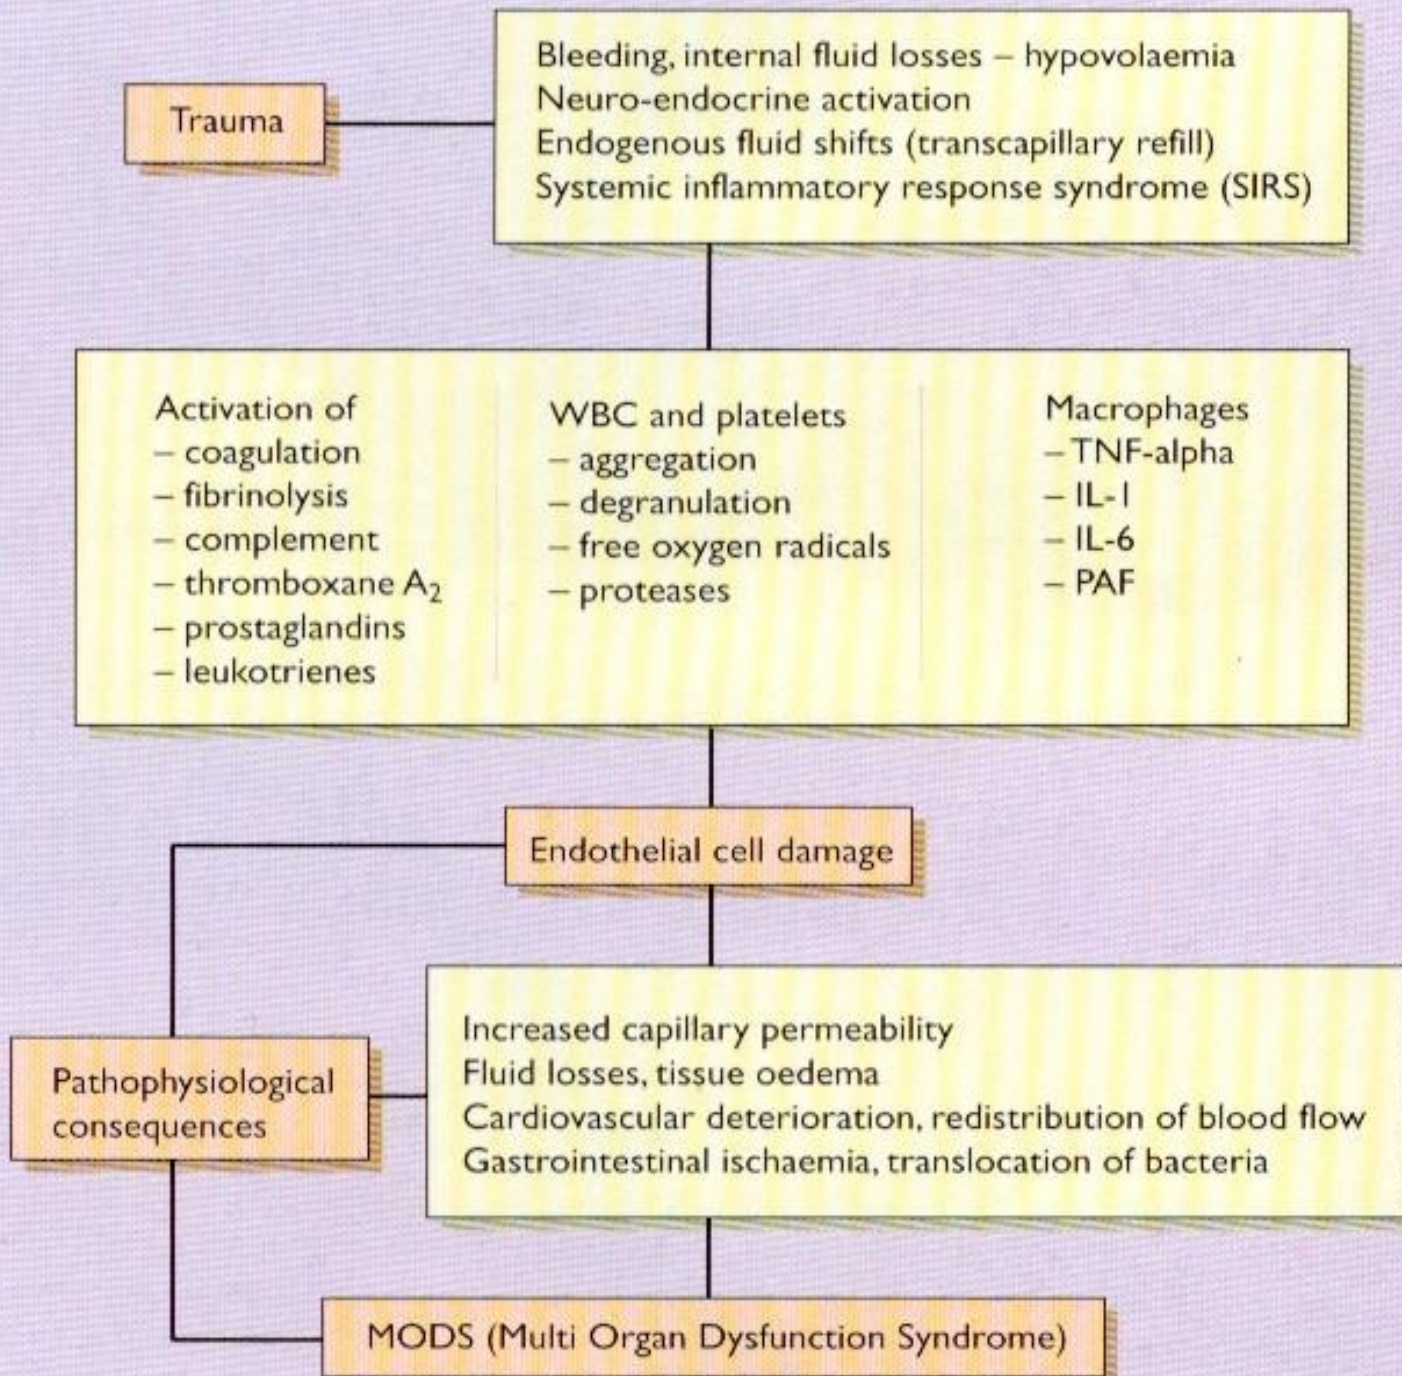 Trauma
Bleeding, internal fluid losses – hypovolaemia
Neuro-endocrine activation
Endogenous fluid shifts (transcapillary refill)
Systemic inflammatory response syndrome (SIRS)
Activation of
– coagulation
– fibrinolysis
– complement
– thromboxane A₂
– prostaglandins
– leukotrienes
WBC and platelets
– aggregation
– degranulation
– free oxygen radicals
– proteases
Macrophages
– TNF-alpha
– IL-1
– IL-6
– PAF
Endothelial cell damage
Pathophysiological
consequences
Increased capillary permeability
Fluid losses, tissue oedema
Cardiovascular deterioration, redistribution of blood flow
Gastrointestinal ischaemia, translocation of bacteria
MODS (Multi Organ Dysfunction Syndrome)